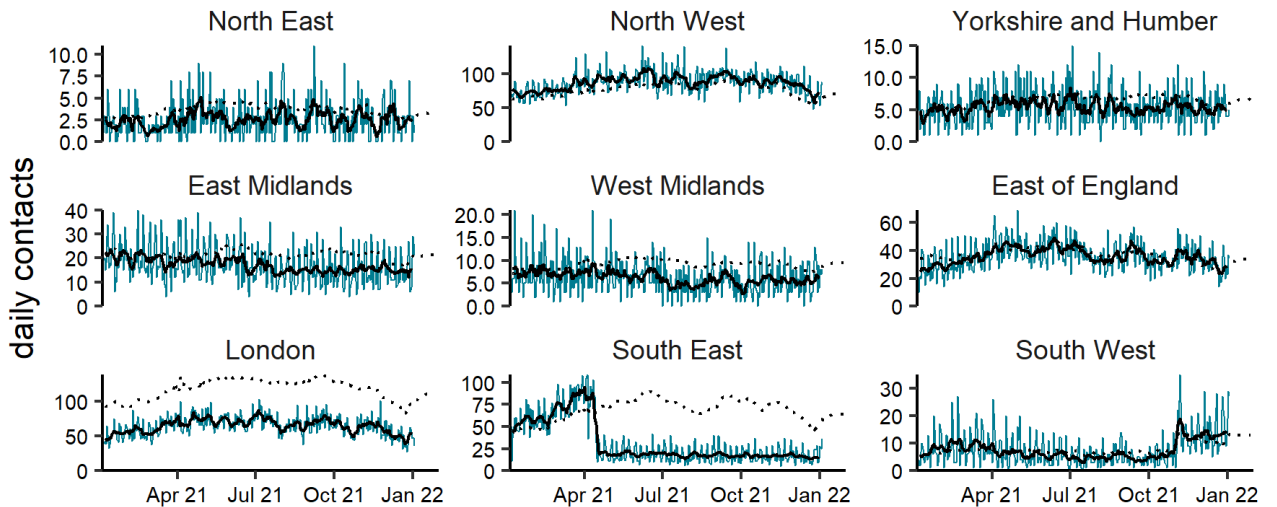 North East
North West
Yorkshire and Humber
10.0
7.5
5.0
2.5
0.0
100
50
0
15.0
10.0
5.0
0.0
East Midlands
West Midlands
East of England
40
30
20
10
0
20.0
15.0
10.0
5.0
0.0
60
40
20
0
daily contacts
London
South East
South West
100
50
0
100
75
50
25
0
30
20
10
0
Apr 21 Jul 21 Oct 21 Jan 22
Apr 21 Jul 21 Oct 21 Jan 22
Apr 21 Jul 21 Oct 21 Jan 22